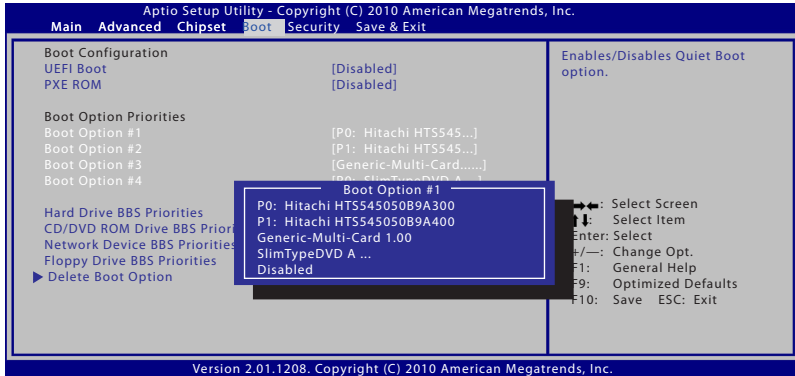 Aptio Setup Utility - Copyright (C) 2010 American Megatrends, Inc.
Main Advanced Chipset Boot Security Save & Exit
Boot Configuration
UEFI Boot [Disabled]
PXE ROM [Disabled]
Boot Option Priorities
Boot Option #1 [P0: Hitachi HTS545...]
Boot Option #2 [P1: Hitachi HTS545...]
Boot Option #3 [Generic-Multi-Card......]
Boot Option #4 [P0: SlimTypeDVD A...]
Hard Drive BBS Priorities
CD/DVD ROM Drive BBS Priori
Network Device BBS Priorities
Floppy Drive BBS Priorities
Delete Boot Option
Boot Option #1
P0: Hitachi HTS545050B9A300
P1: Hitachi HTS545050B9A400
Generic-Multi-Card 1.00
SlimTypeDVD A ...
Disabled
Enables/Disables Quiet Boot
option.
→←: Select Screen
↑↓: Select Item
Enter: Select
+/—: Change Opt.
F1: General Help
F9: Optimized Defaults
F10: Save ESC: Exit
Version 2.01.1208. Copyright (C) 2010 American Megatrends, Inc.